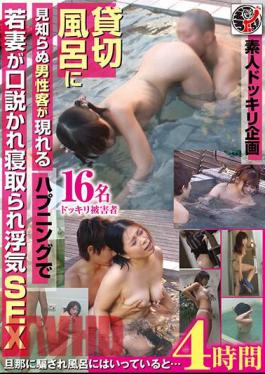 素人ドッキリ企画
貸切風呂に
見知らぬ男性客が現れるハプニングで
若妻が口説かれ寝取られ浮気SEX
16名
ドッキリ被害者
旦那に騙され風呂にはいっていると…
4時間